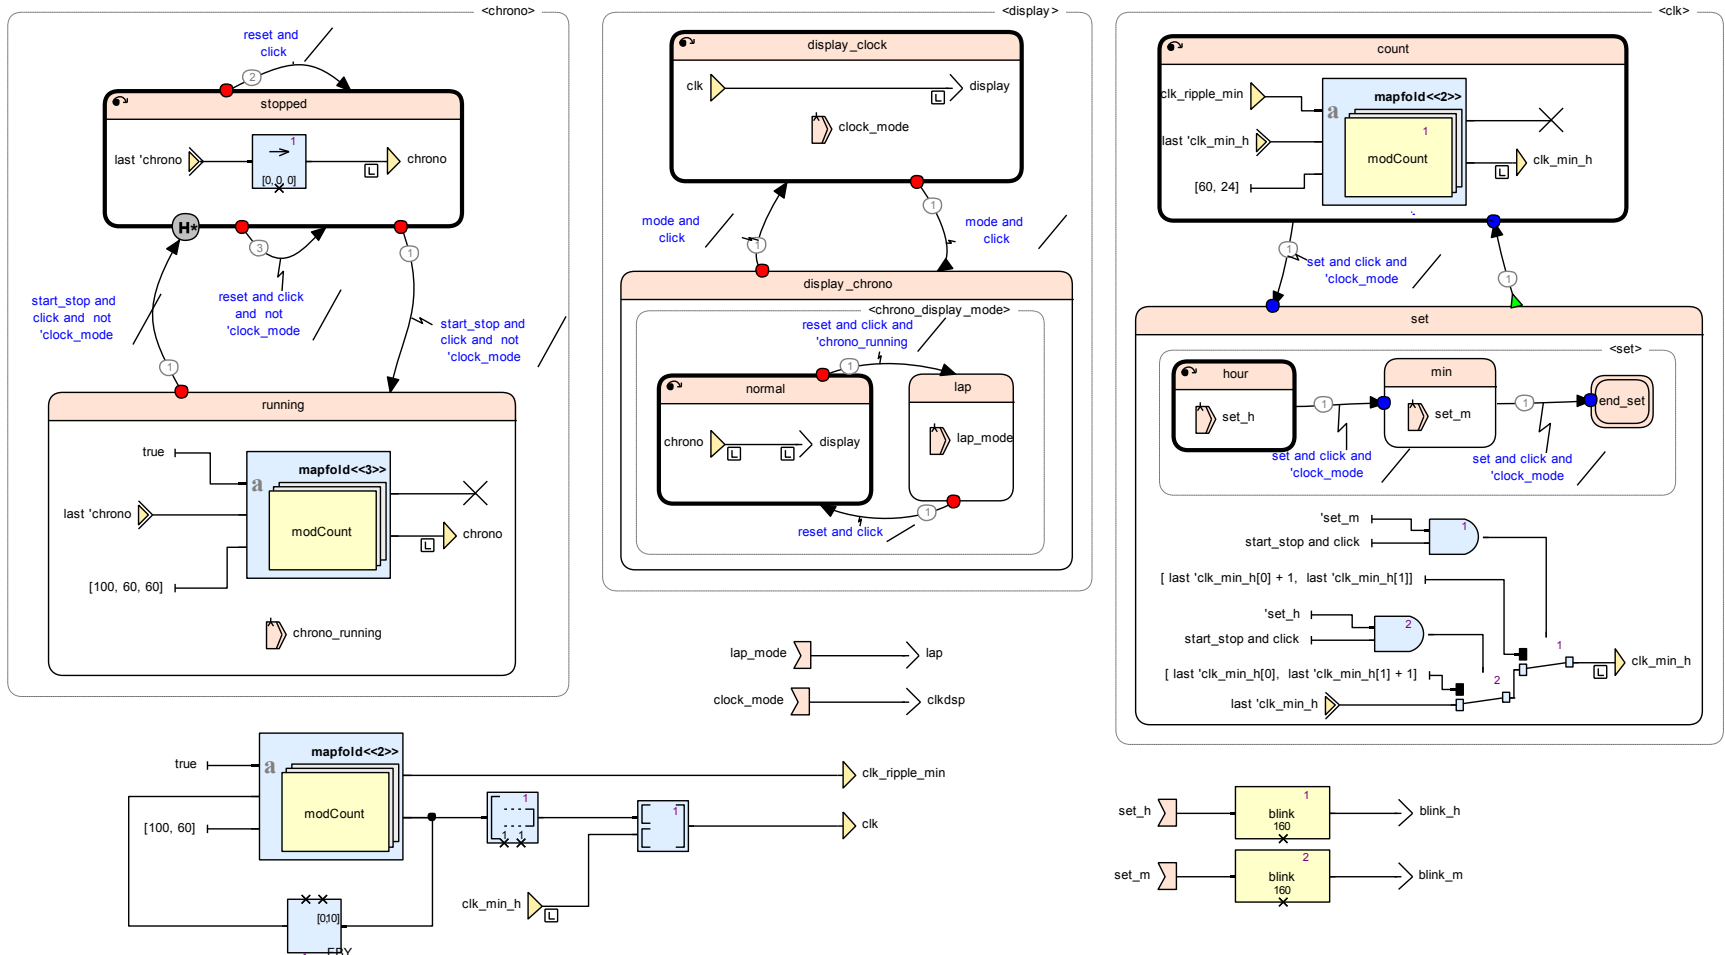 <chrono>
reset and
click
2
stopped
last 'chrono
1
[0, 0, 0]
chrono
H*
3
1
start_stop and
click and not
'clock_mode
reset and click
and not
'clock_mode
start_stop and
click and not
'clock_mode
1
running
true
mapfold<<3>>
a
last 'chrono
modCount
chrono
[100, 60, 60]
chrono_running
<display>
display_clock
clk
display
clock_mode
mode and
click
1
1
mode and
click
display_chrono
<chrono_display_mode>
reset and click and
'chrono_running
1
normal
lap
chrono
display
lap_mode
1
reset and click
lap_mode
lap
clock_mode
clkdsp
<clk>
count
clk_ripple_min
mapfold<<2>>
a
1
last 'clk_min_h
modCount
clk_min_h
[60, 24]
1
set and click and
'clock_mode
1
set
<set>
hour
min
set_h
1
set_m
1
end_set
set and click and
'clock_mode
set and click and
'clock_mode
'set_m
1
start_stop and click
[ last 'clk_min_h[0] + 1, last 'clk_min_h[1]]
'set_h
2
start_stop and click
1
clk_min_h
[ last 'clk_min_h[0], last 'clk_min_h[1] + 1]
2
last 'clk_min_h
true
mapfold<<2>>
a
modCount
[100, 60]
clk_ripple_min
1
1 1
1
clk
clk_min_h
FBY
set_h
1
blink
160
blink_h
set_m
2
blink
160
blink_m